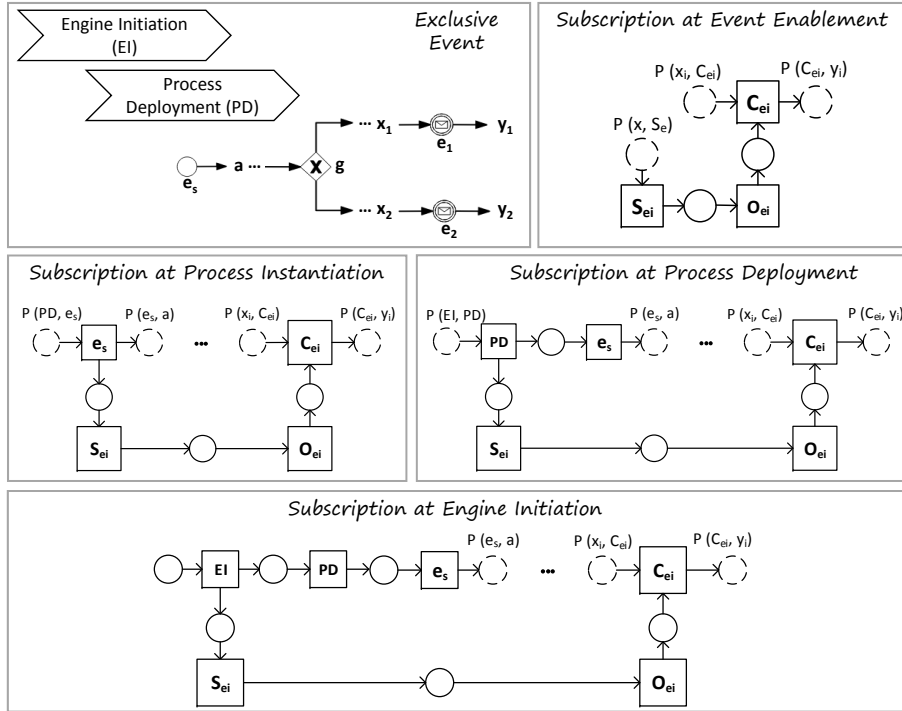 Engine Initiation
(EI)
Process
Deployment (PD)
Exclusive
Event
e_s
a ...
X
g
... x_1
e_1
y_1
... x_2
e_2
y_2
Subscription at Event Enablement
P (x_i, C_ei)
P (C_ei, y_i)
C_ei
P (x, S_e)
S_ei
O_ei
Subscription at Process Instantiation
P (PD, e_s)
P (e_s, a)
P (x_i, C_ei)
P (C_ei, y_i)
e_s
...
C_ei
S_ei
O_ei
Subscription at Process Deployment
P (EI, PD)
P (e_s, a)
P (x_i, C_ei)
P (C_ei, y_i)
PD
e_s
...
C_ei
S_ei
O_ei
Subscription at Engine Initiation
P (e_s, a)
P (x_i, C_ei)
P (C_ei, y_i)
EI
PD
e_s
...
C_ei
S_ei
O_ei